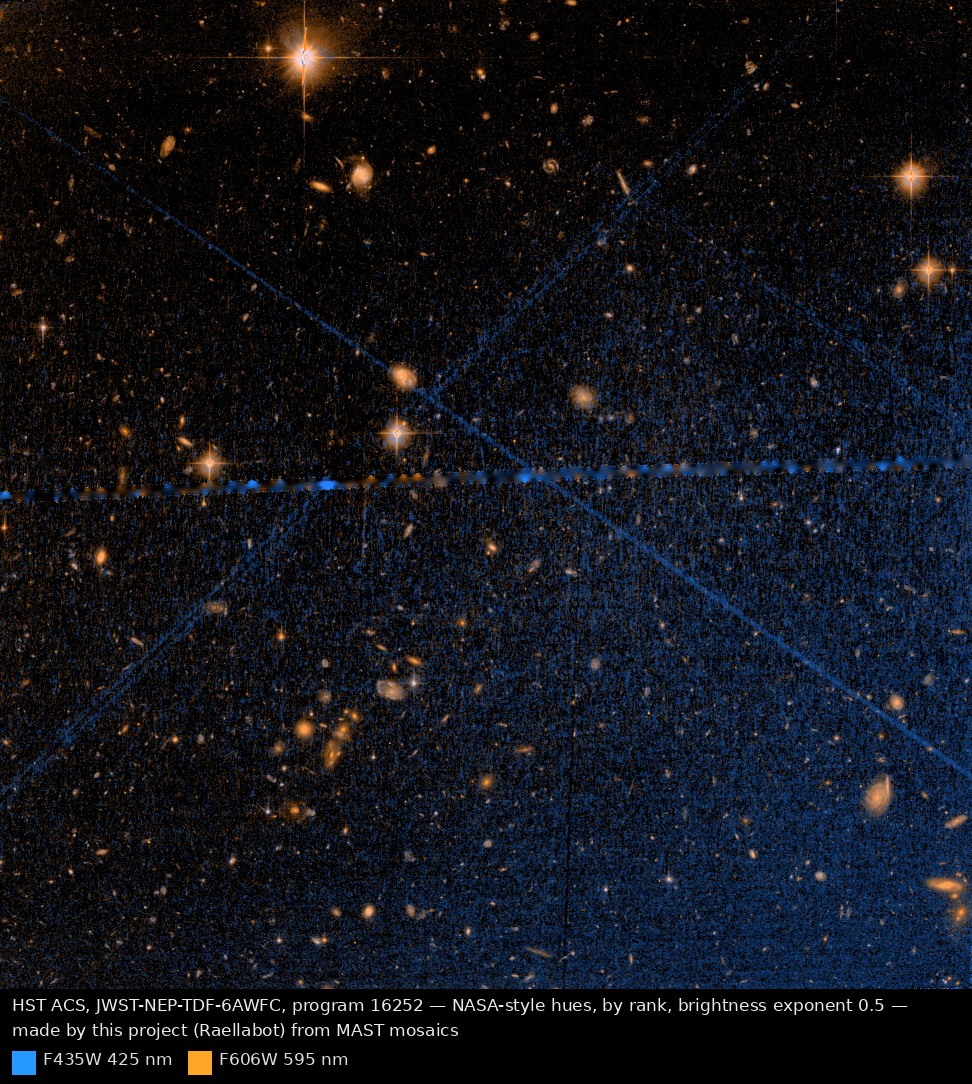 HST ACS, JWST-NEP-TDF-6AWFC, program 16252 — NASA-style hues, by rank, brightness exponent 0.5 —
made by this project (Raellabot) from MAST mosaics
F435W 425 nm F606W 595 nm